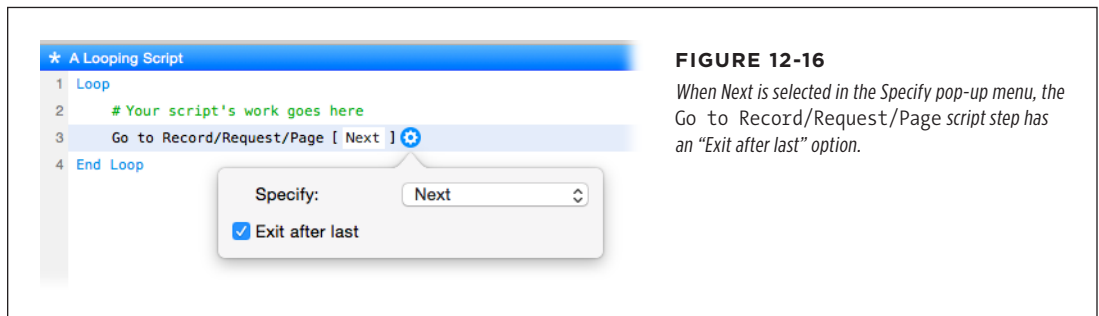 * A Looping Script
1 Loop
2 # Your script's work goes here
3 Go to Record/Request/Page [ Next ]
4 End Loop
Specify: Next
Exit after last
FIGURE 12-16
When Next is selected in the Specify pop-up menu, the
Go to Record/Request/Page script step has
an “Exit after last” option.